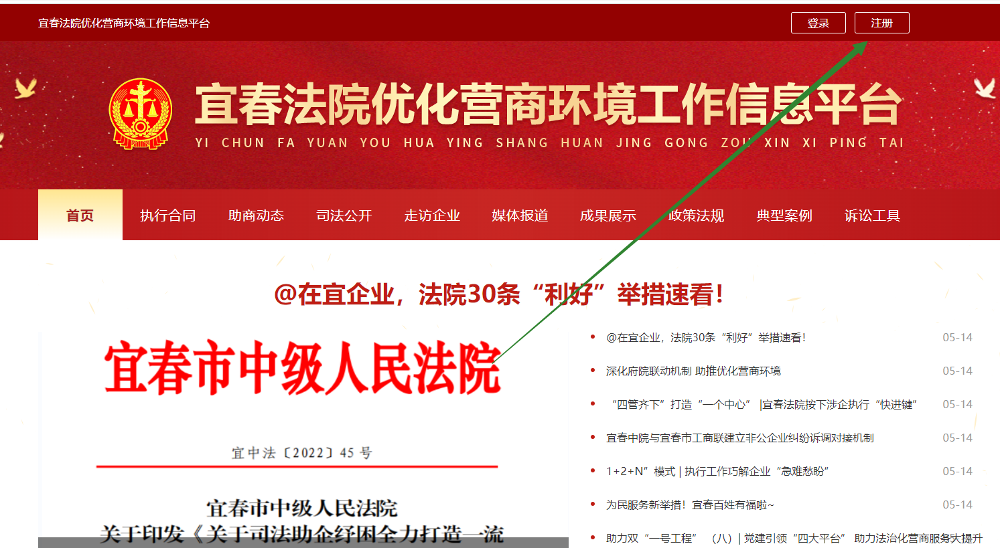 宜春法院优化营商环境工作信息平台
登录
注册
宜春法院优化营商环境工作信息平台
YI CHUN FA YUAN YOU HUA YING SHANG HUAN JING GONG ZOU XIN XI PING TAI
首页 执行合同 助商动态 司法公开 走访企业 媒体报道 成果展示 政策法规 典型案例 诉讼工具
@在宜企业，法院30条“利好”举措速看！
宜春市中级人民法院
宜中法〔2022〕45 号
宜春市中级人民法院
关于印发《关于司法助企纾困全力打造一流
@在宜企业，法院30条“利好”举措速看！ 05-14
深化府院联动机制 助推优化营商环境 05-14
“四管齐下”打造“一个中心” |宜春法院按下涉企执行“快进键” 05-14
宜春中院与宜春市工商联建立非公企业纠纷诉调对接机制 05-14
1+2+N”模式 | 执行工作巧解企业“急难愁盼” 05-14
为民服务新举措！宜春百姓有福啦~ 05-14
助力双“一号工程”（八）| 党建引领“四大平台” 助力法治化营商服务大提升